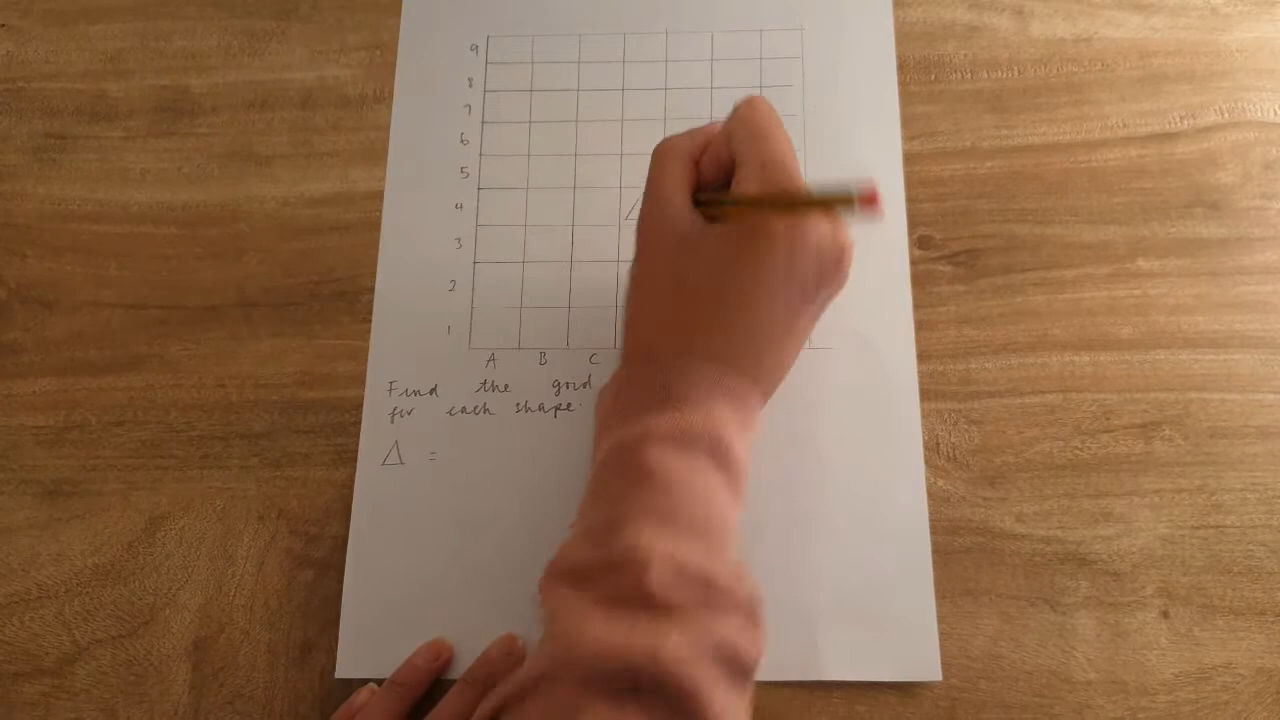 9
8
7
6
5
4
3
2
1
A B C
Find the grid
for each shape.
Δ =